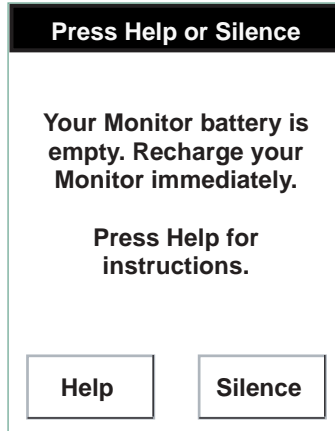 Press Help or Silence
Your Monitor battery is
empty. Recharge your
Monitor immediately.
Press Help for
instructions.
Help
Silence